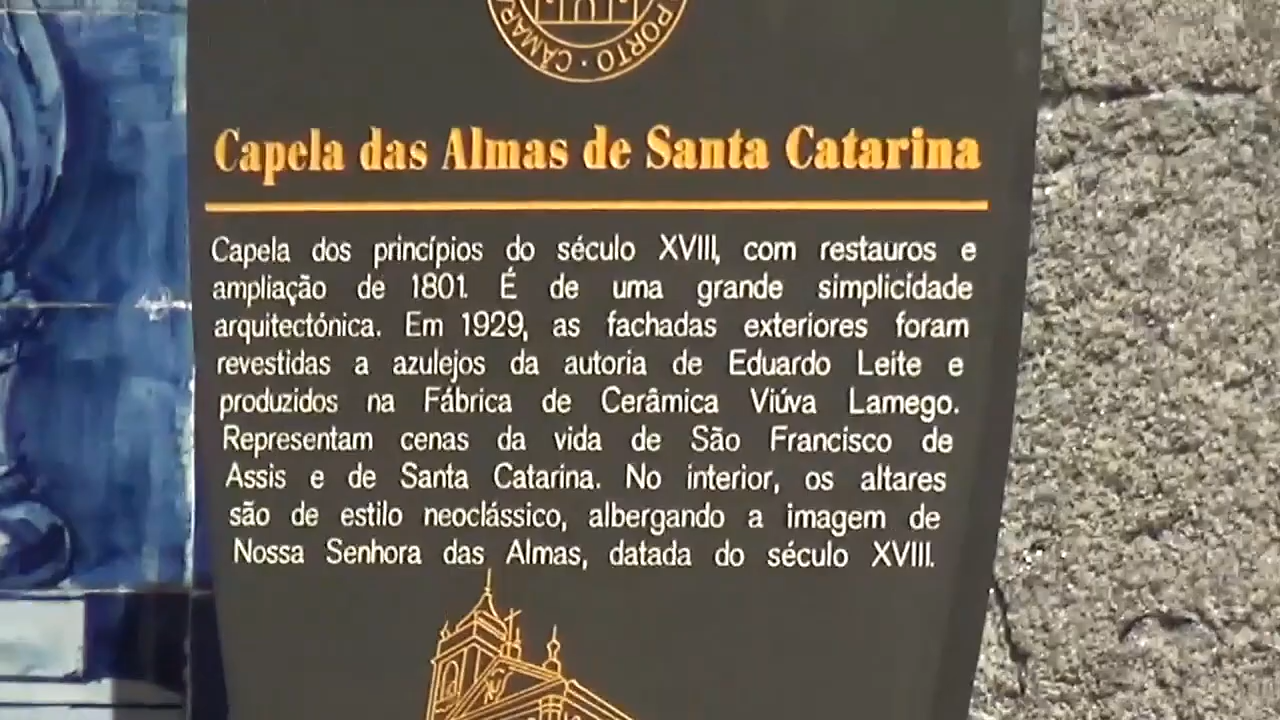 CÂMARA · PORTO
Capela das Almas de Santa Catarina
Capela dos princípios do século XVIII, com restauros e
ampliação de 1801. É de uma grande simplicidade
arquitectónica. Em 1929, as fachadas exteriores foram
revestidas a azulejos da autoria de Eduardo Leite e
produzidos na Fábrica de Cerâmica Viúva Lamego.
Representam cenas da vida de São Francisco de
Assis e de Santa Catarina. No interior, os altares
são de estilo neoclássico, albergando a imagem de
Nossa Senhora das Almas, datada do século XVIII.